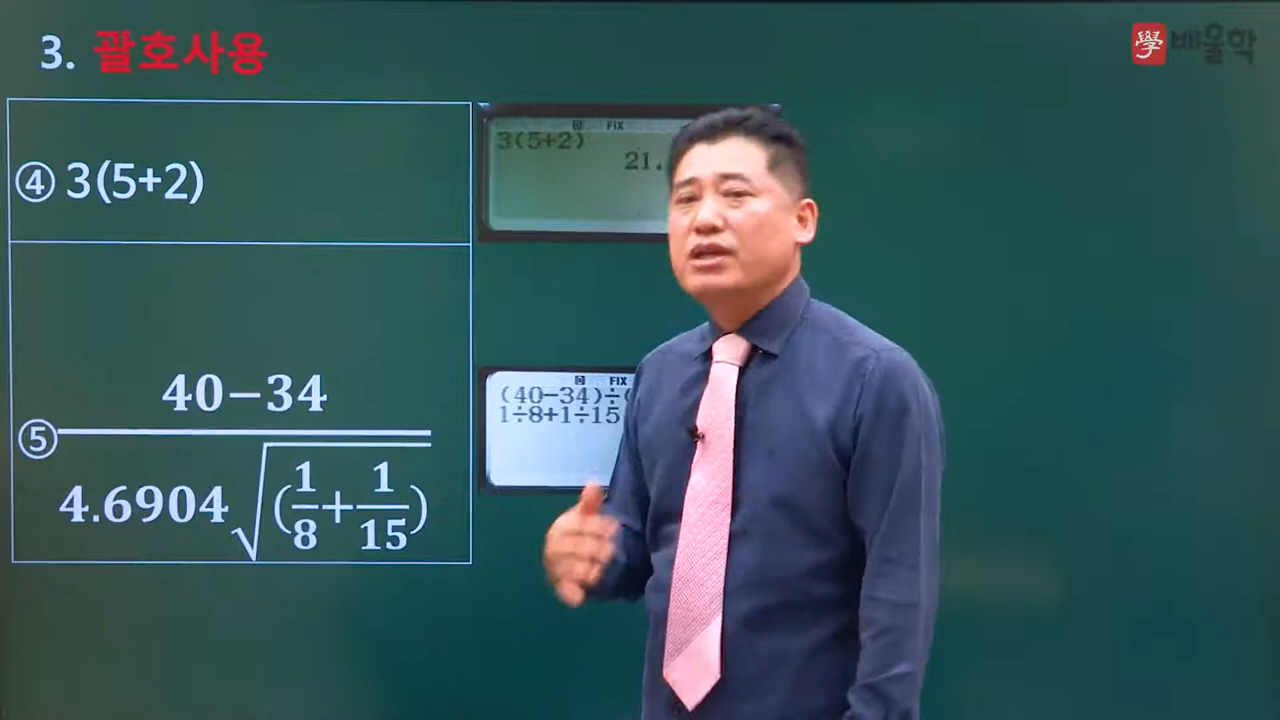 3. 괄호사용
學 배울학
④ 3(5+2)
FIX
3(5+2)
21.
⑤ 40−34
4.6904√(1/8+1/15)
FIX
(40−34)÷(
1÷8+1÷15